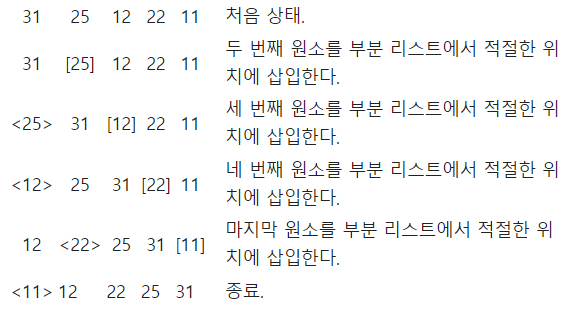 31 25 12 22 11 처음 상태.
31 [25] 12 22 11 두 번째 원소를 부분 리스트에서 적절한 위
치에 삽입한다.
<25> 31 [12] 22 11 세 번째 원소를 부분 리스트에서 적절한 위
치에 삽입한다.
<12> 25 31 [22] 11 네 번째 원소를 부분 리스트에서 적절한 위
치에 삽입한다.
12 <22> 25 31 [11] 마지막 원소를 부분 리스트에서 적절한 위
치에 삽입한다.
<11> 12 22 25 31 종료.